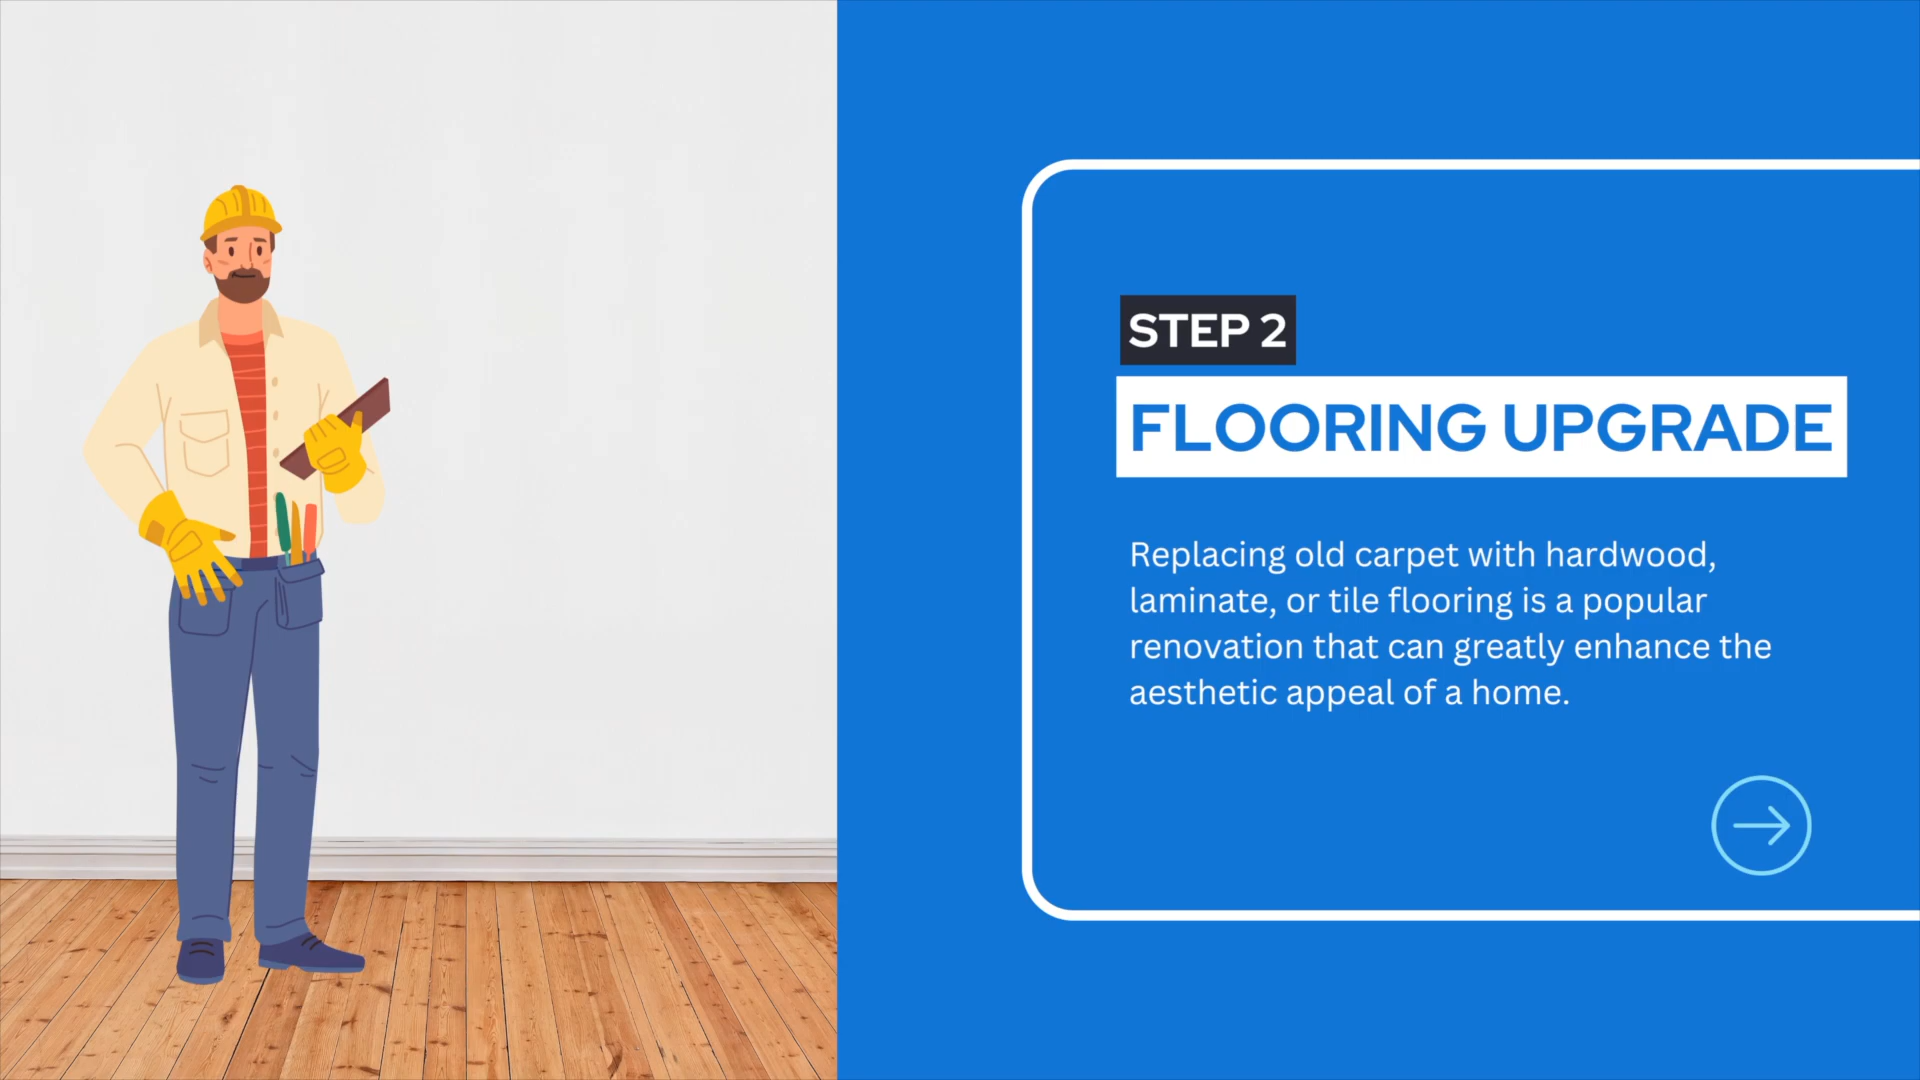 STEP 2
FLOORING UPGRADE
Replacing old carpet with hardwood,
laminate, or tile flooring is a popular
renovation that can greatly enhance the
aesthetic appeal of a home.